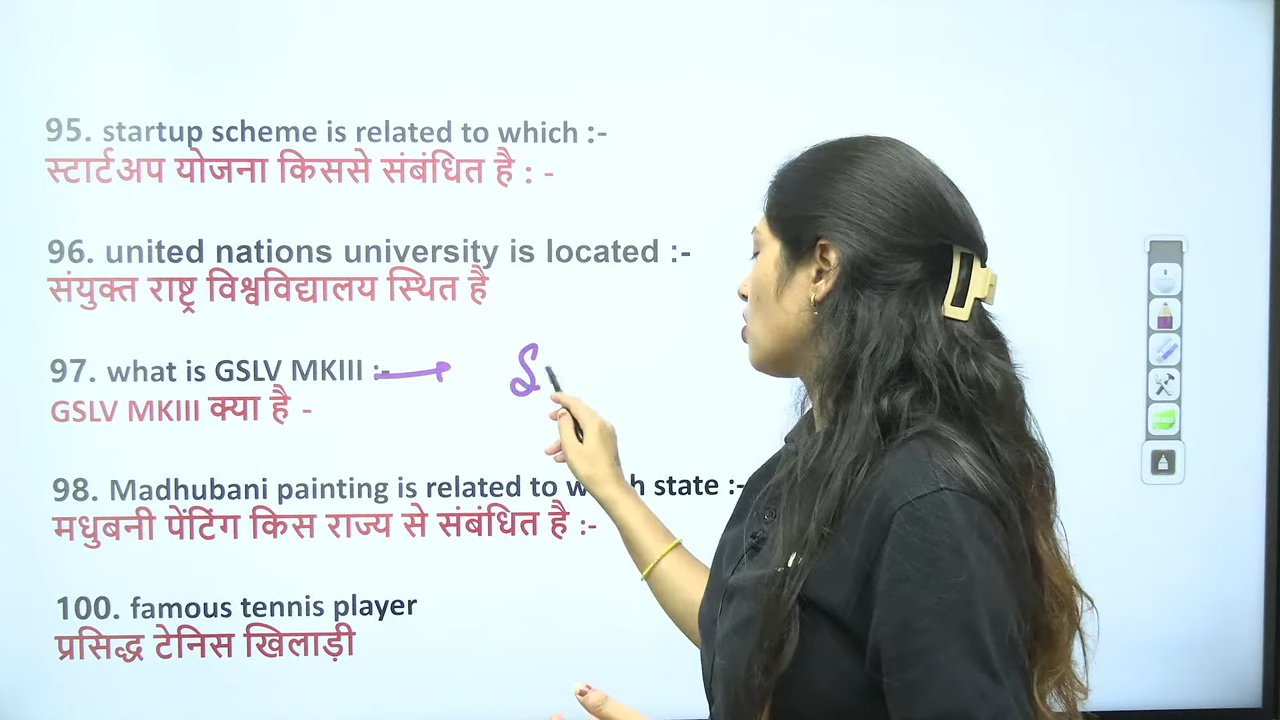 95. startup scheme is related to which :-
स्टार्टअप योजना किससे संबंधित है : -
96. united nations university is located :-
संयुक्त राष्ट्र विश्वविद्यालय स्थित है
97. what is GSLV MKIII :- S
GSLV MKIII क्या है -
98. Madhubani painting is related to which state :-
मधुबनी पेंटिंग किस राज्य से संबंधित है :-
100. famous tennis player
प्रसिद्ध टेनिस खिलाड़ी